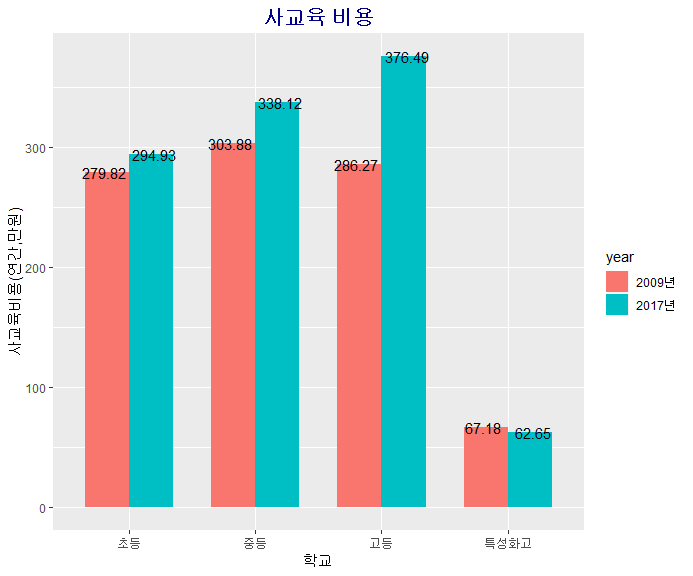 사교육 비용
376.49
338.12
303.88
294.93
286.27
279.82
67.18
62.65
300
200
100
0
사교육비용(연간,만원)
초등
중등
고등
특성화고
학교
year
2009년
2017년